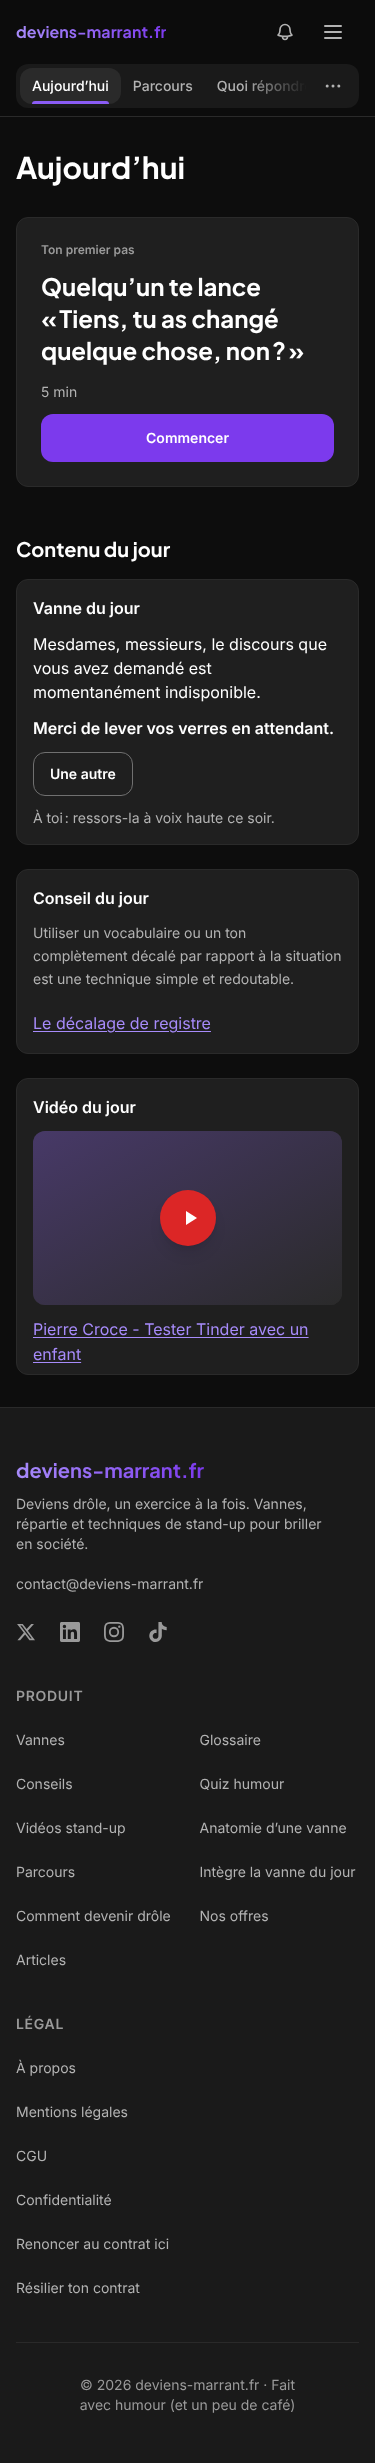 deviens-marrant.fr
Aujourd’hui
Parcours
Quoi répond
Aujourd’hui
Ton premier pas
Quelqu’un te lance
« Tiens, tu as changé
quelque chose, non ? »
5 min
Commencer
Contenu du jour
Vanne du jour
Mesdames, messieurs, le discours que
vous avez demandé est
momentanément indisponible.
Merci de lever vos verres en attendant.
Une autre
À toi : ressors-la à voix haute ce soir.
Conseil du jour
Utiliser un vocabulaire ou un ton
complètement décalé par rapport à la situation
est une technique simple et redoutable.
Le décalage de registre
Vidéo du jour
Pierre Croce - Tester Tinder avec un
enfant
deviens-marrant.fr
Deviens drôle, un exercice à la fois. Vannes,
répartie et techniques de stand-up pour briller
en société.
contact@deviens-marrant.fr
PRODUIT
Vannes
Glossaire
Conseils
Quiz humour
Vidéos stand-up
Anatomie d’une vanne
Parcours
Intègre la vanne du jour
Comment devenir drôle
Nos offres
Articles
LÉGAL
À propos
Mentions légales
CGU
Confidentialité
Renoncer au contrat ici
Résilier ton contrat
© 2026 deviens-marrant.fr · Fait
avec humour (et un peu de café)